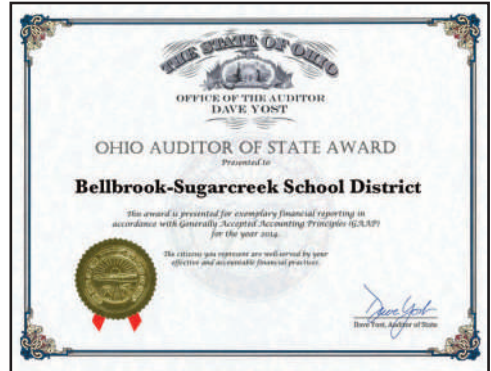 THE STATE OF OHIO
OFFICE OF THE AUDITOR
DAVE YOST
OHIO AUDITOR OF STATE AWARD
Presented to
Bellbrook-Sugarcreek School District
This award is presented for exemplary financial reporting in
accordance with Generally Accepted Accounting Principles (GAAP)
for the year 2014.
The citizens you represent are well-served by your
effective and accountable financial practices.
Dave Yost
Dave Yost, Auditor of State